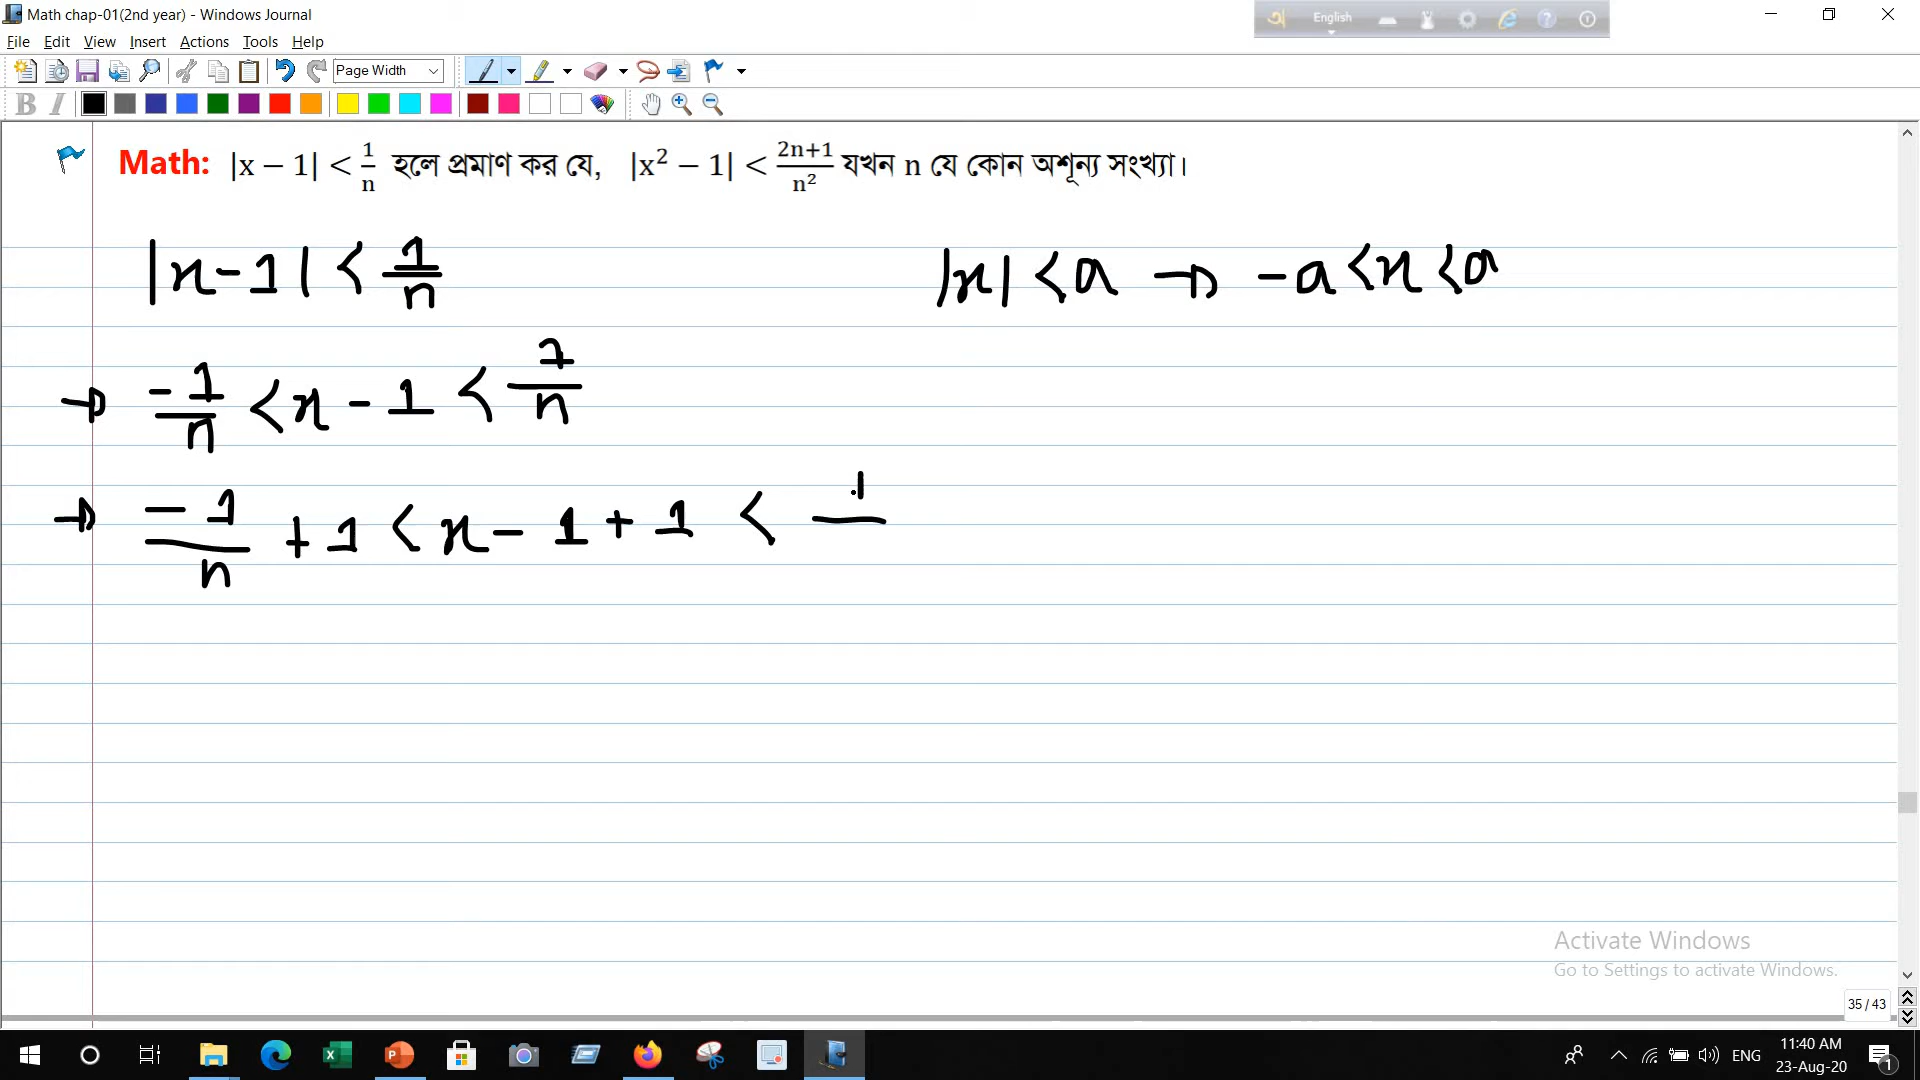 Math chap-01(2nd year) - Windows Journal
English
File Edit View Insert Actions Tools Help
Page Width
B I
Math: |x − 1| < 1/n হলে প্রমাণ কর যে, |x² − 1| < (2n+1)/n² যখন n যে কোন অশূন্য সংখ্যা।
|x-1| < 1/n |x| < a → -a < x < a
→ -1/n < x - 1 < 1/n
→ -1/n + 1 < x - 1 + 1 < 1
Activate Windows
Go to Settings to activate Windows.
35 / 43
ENG
11:40 AM
23-Aug-20
1